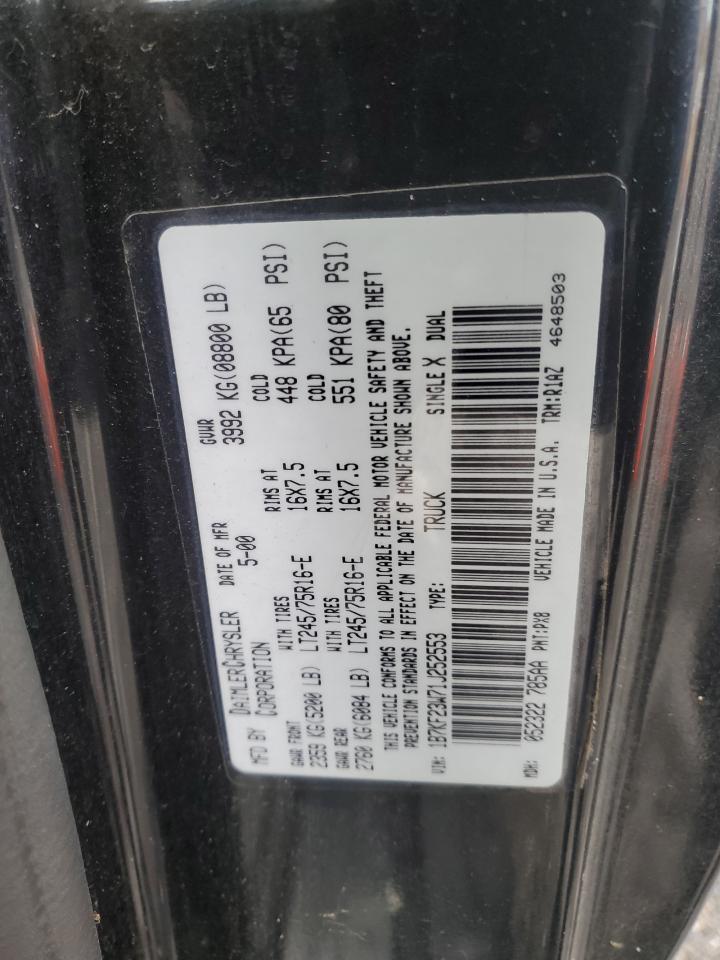 MFD BY DAIMLERCHRYSLER CORPORATION DATE OF MFR 5-00 GVWR 3992 KG(08800 LB)
GAWR FRONT WITH TIRES RIMS AT COLD
2359 KG(5200 LB) LT245/75R16-E 16X7.5 448 KPA(65 PSI)
GAWR REAR WITH TIRES RIMS AT COLD
2760 KG(6084 LB) LT245/75R16-E 16X7.5 551 KPA(80 PSI)
THIS VEHICLE CONFORMS TO ALL APPLICABLE FEDERAL MOTOR VEHICLE SAFETY AND THEFT
PREVENTION STANDARDS IN EFFECT ON THE DATE OF MANUFACTURE SHOWN ABOVE.
VIN: 1B7KF23W71J252553 TYPE: TRUCK SINGLE X DUAL
MDH: 052322 785AA PNT:PX8 VEHICLE MADE IN U.S.A. TRM:R1AZ 4648503